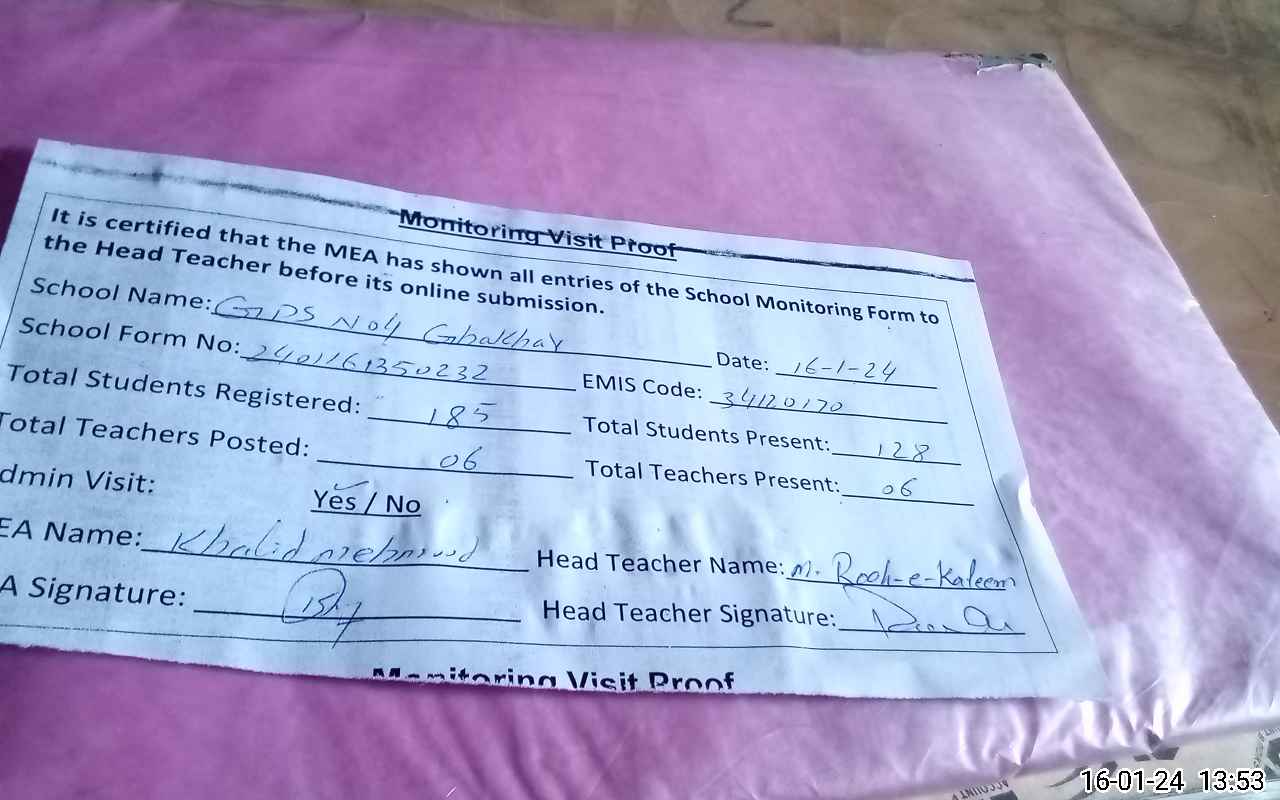 Monitoring Visit Proof
It is certified that the MEA has shown all entries of the School Monitoring Form to
the Head Teacher before its online submission.
School Name: GPS No4 Ghakhar Date: 16-1-24
School Form No: 2401161350232 EMIS Code: 34120170
Total Students Registered: 185 Total Students Present: 128
Total Teachers Posted: 06 Total Teachers Present: 06
dmin Visit: Yes / No
EA Name: Khalid mehmood Head Teacher Name: M. Rooh-e-Kaleem
A Signature: Head Teacher Signature:
Monitoring Visit Proof
16-01-24 13:53